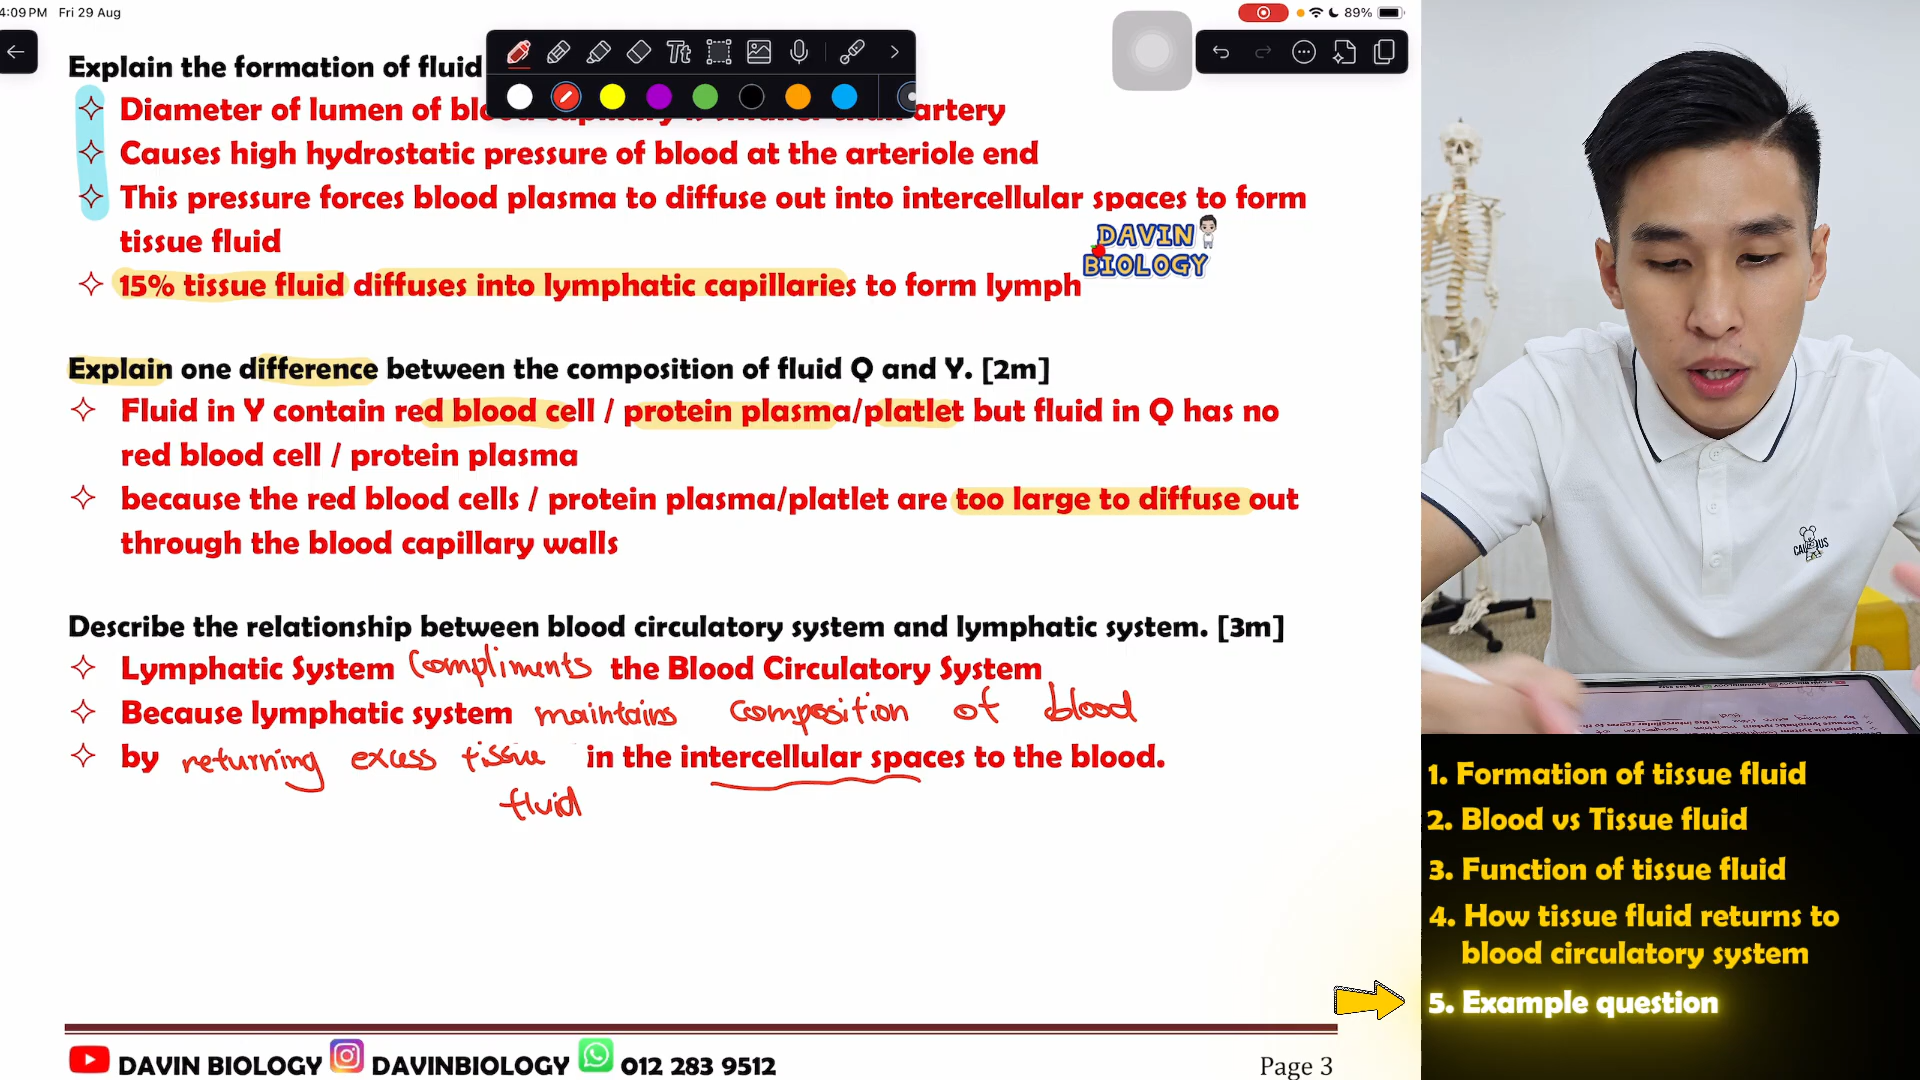 4:09 PM Fri 29 Aug
89%
Explain the formation of fluid
Diameter of lumen of blood capillary is smaller than artery
Causes high hydrostatic pressure of blood at the arteriole end
This pressure forces blood plasma to diffuse out into intercellular spaces to form
tissue fluid
DAVIN
BIOLOGY
15% tissue fluid diffuses into lymphatic capillaries to form lymph
Explain one difference between the composition of fluid Q and Y. [2m]
Fluid in Y contain red blood cell / protein plasma/platlet but fluid in Q has no
red blood cell / protein plasma
because the red blood cells / protein plasma/platlet are too large to diffuse out
through the blood capillary walls
Describe the relationship between blood circulatory system and lymphatic system. [3m]
Lymphatic System compliments the Blood Circulatory System
Because lymphatic system maintains composition of blood
by returning excess tissue fluid in the intercellular spaces to the blood.
1. Formation of tissue fluid
2. Blood vs Tissue fluid
3. Function of tissue fluid
4. How tissue fluid returns to
blood circulatory system
5. Example question
DAVIN BIOLOGY DAVINBIOLOGY 012 283 9512
Page 3